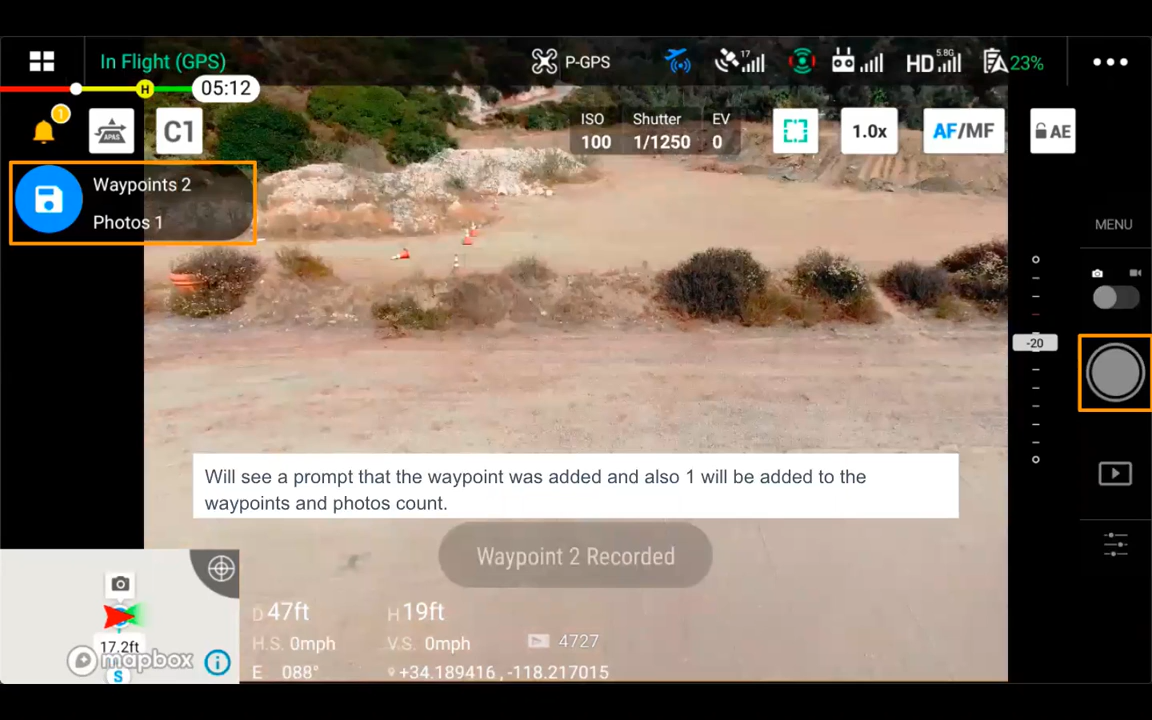 In Flight (GPS)
P-GPS
17
HD 5.8G
23%
H
05:12
1
APAS
C1
ISO
100
Shutter
1/1250
EV
0
1.0x
AF/MF
AE
Waypoints 2
Photos 1
MENU
-20
Will see a prompt that the waypoint was added and also 1 will be added to the
waypoints and photos count.
Waypoint 2 Recorded
17.2ft
mapbox
S
D 47ft
H 19ft
H.S. 0mph
V.S. 0mph
4727
E 088°
+34.189416 , -118.217015